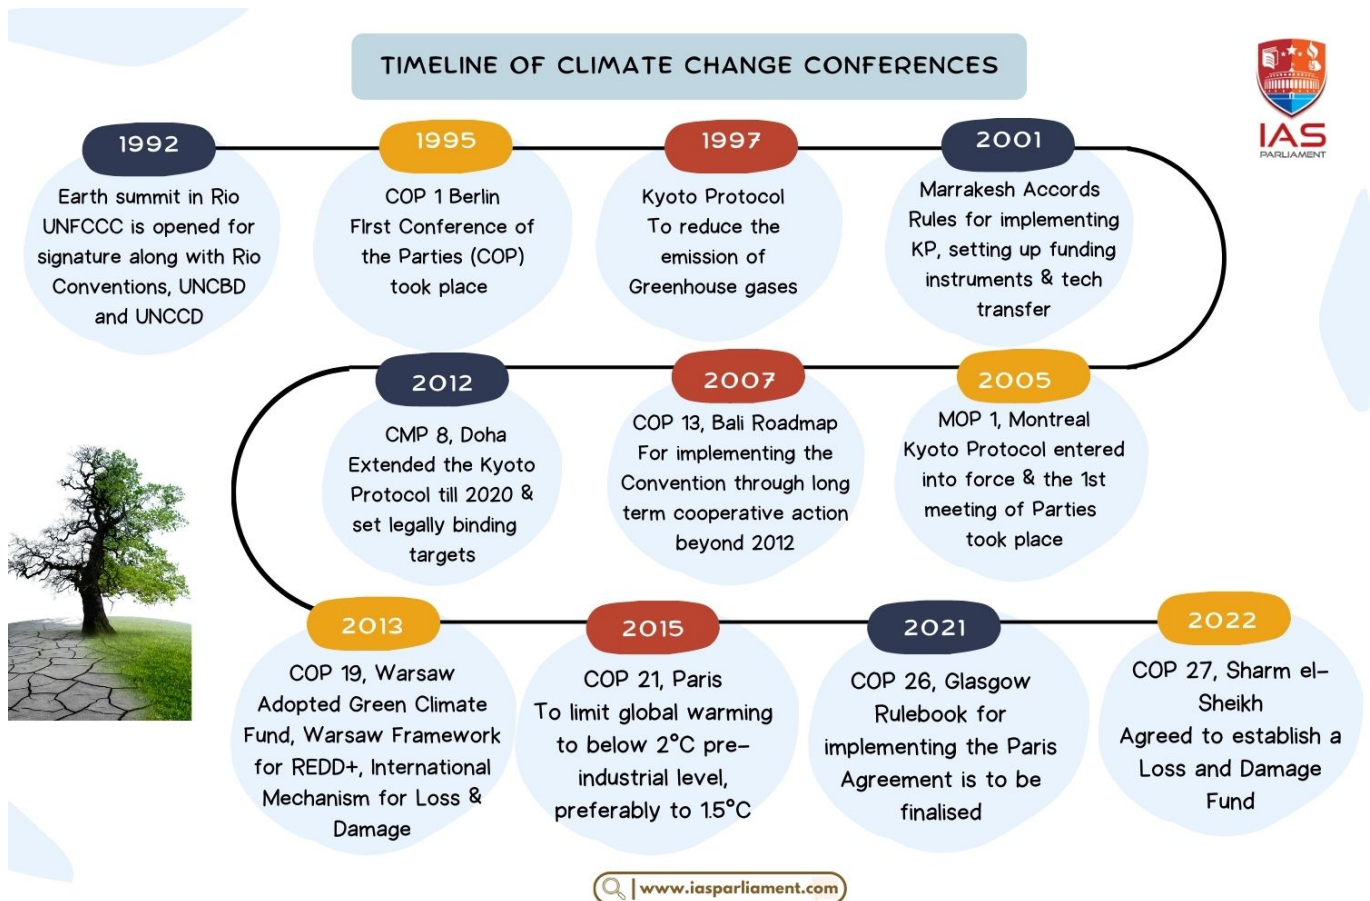 TIMELINE OF CLIMATE CHANGE CONFERENCES
IAS
PARLIAMENT
1992
Earth summit in Rio
UNFCCC is opened for
signature along with Rio
Conventions, UNCBD
and UNCCD
1995
COP 1 Berlin
FIrst Conference of
the Parties (COP)
took place
1997
Kyoto Protocol
To reduce the
emission of
Greenhouse gases
2001
Marrakesh Accords
Rules for implementing
KP, setting up funding
instruments & tech
transfer
2005
MOP 1, Montreal
Kyoto Protocol entered
into force & the 1st
meeting of Parties
took place
2007
COP 13, Bali Roadmap
For implementing the
Convention through long
term cooperative action
beyond 2012
2012
CMP 8, Doha
Extended the Kyoto
Protocol till 2020 &
set legally binding
targets
2013
COP 19, Warsaw
Adopted Green Climate
Fund, Warsaw Framework
for REDD+, International
Mechanism for Loss &
Damage
2015
COP 21, Paris
To limit global warming
to below 2°C pre-
industrial level,
preferably to 1.5°C
2021
COP 26, Glasgow
Rulebook for
implementing the Paris
Agreement is to be
finalised
2022
COP 27, Sharm el-
Sheikh
Agreed to establish a
Loss and Damage
Fund
www.iasparliament.com